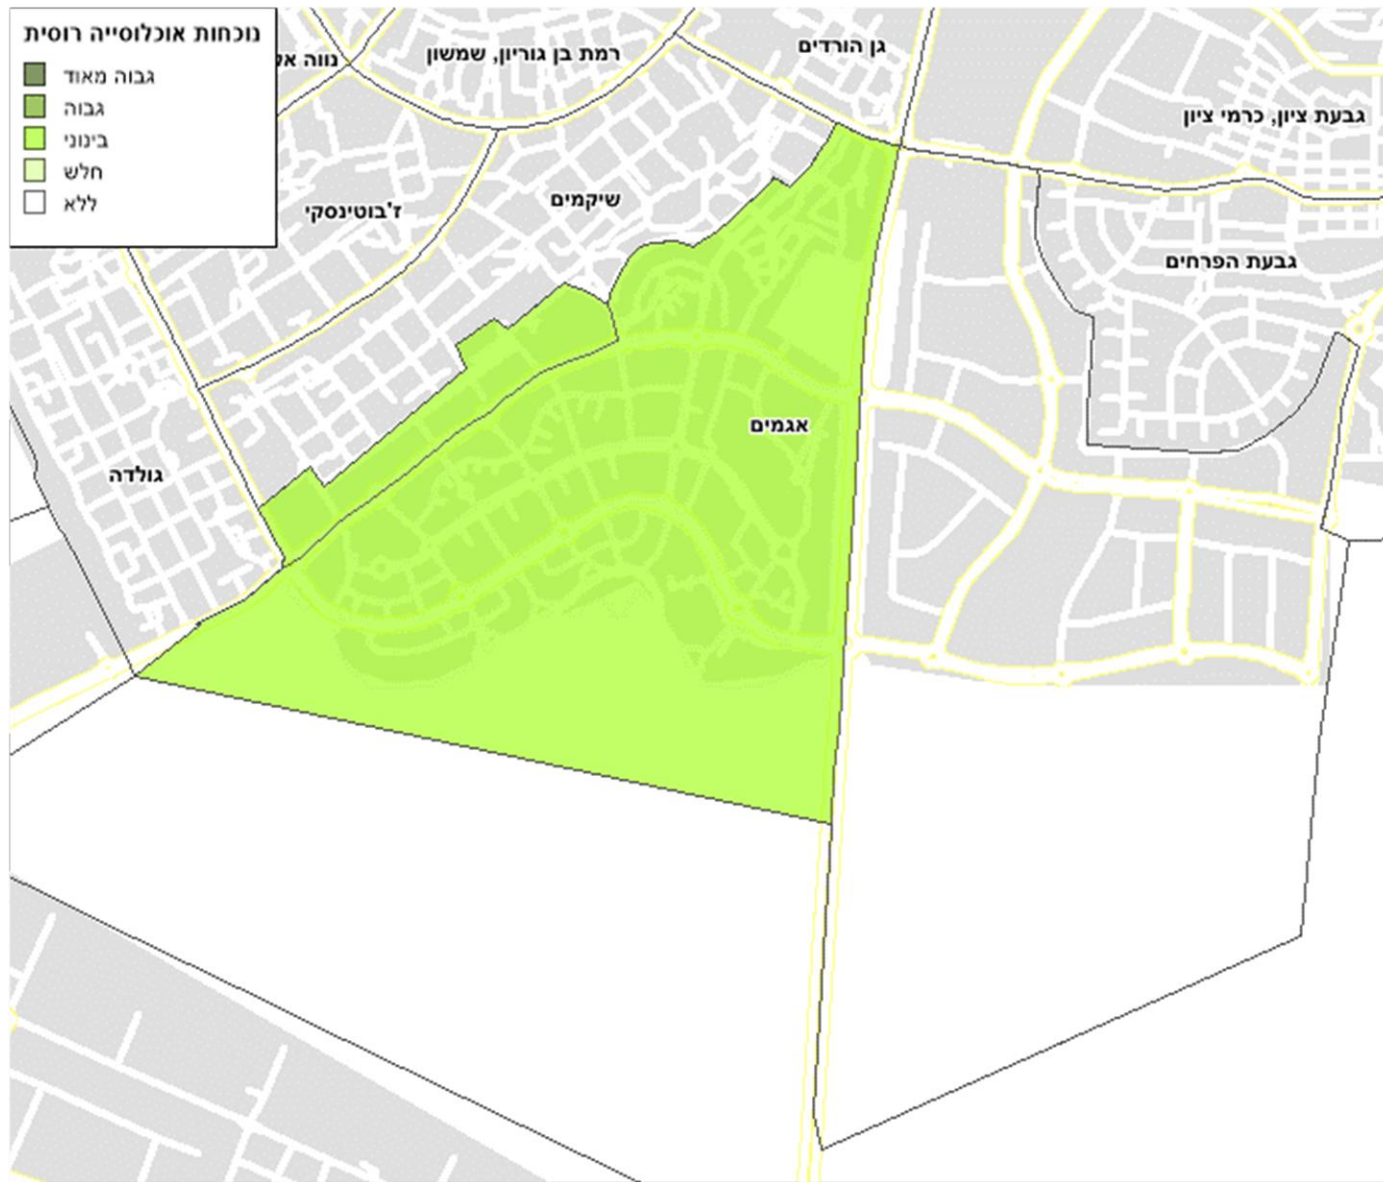 נוכחות אוכלוסייה רוסית
גבוה מאוד
גבוה
בינוני
חלש
ללא
גן הורדים
רמת בן גוריון, שמשון
נווה
גבעת ציון, כרמי ציון
שיקמים
ז'בוטינסקי
גבעת הפרחים
אגמים
גולדה